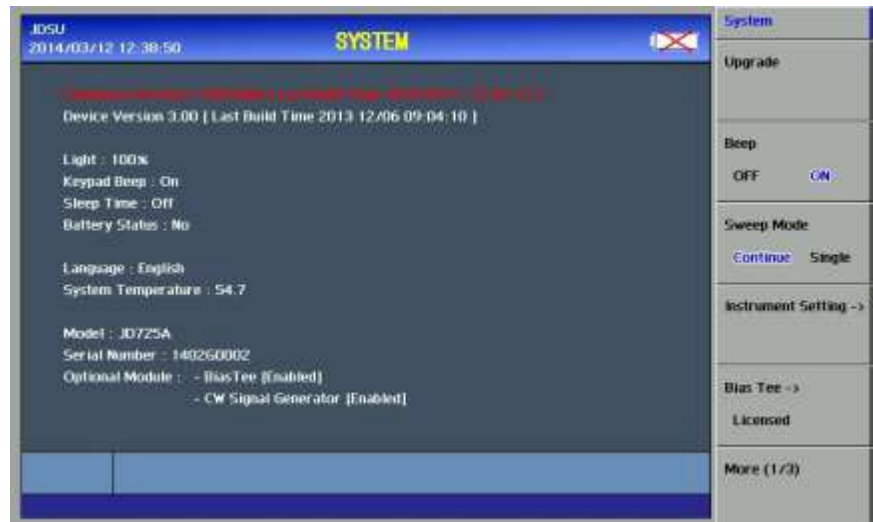 JDSU
2014/03/12 12:38:50
SYSTEM
Device Version 3.00 [ Last Build Time 2013 12/06 09:04:10 ]
Light : 100%
Keypad Beep : On
Sleep Time : Off
Battery Status : No
Language : English
System Temperature : 54.7
Model : JD725A
Serial Number : 140260002
Optional Module : - BiasTee [Enabled]
- CW Signal Generator [Enabled]
System
Upgrade
Beep
OFF ON
Sweep Mode
Continue Single
Instrument Setting ->
Bias Tee ->
Licensed
More (1/3)